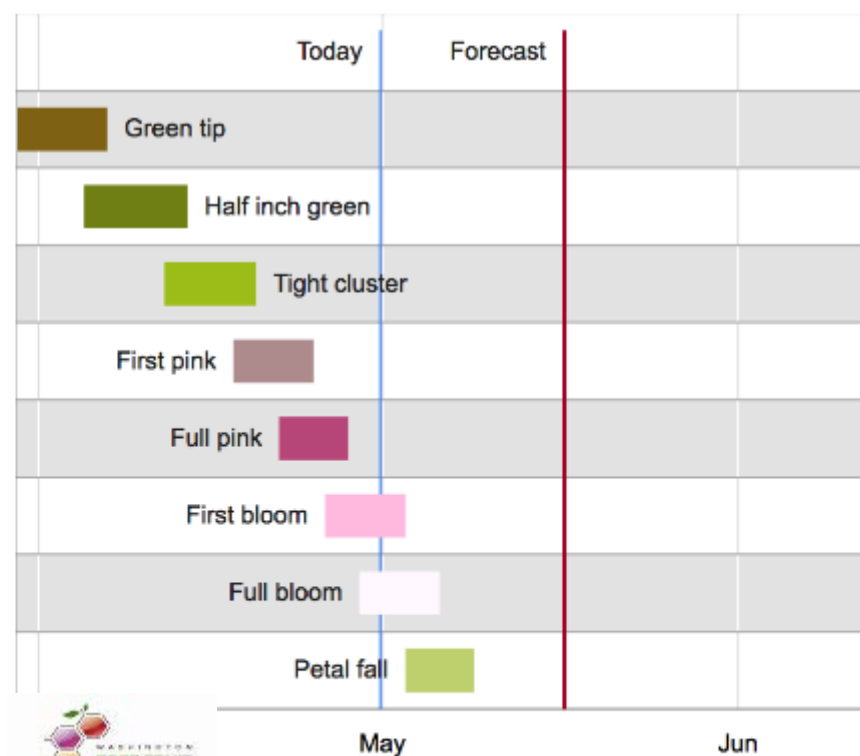 Today
Forecast
Green tip
Half inch green
Tight cluster
First pink
Full pink
First bloom
Full bloom
Petal fall
May
Jun
WASHINGTON